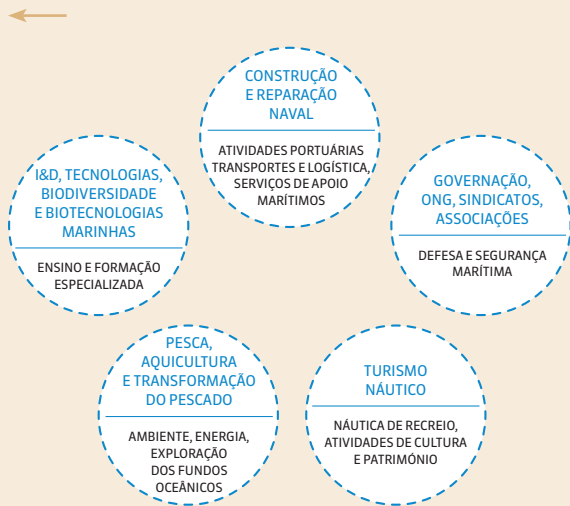 CONSTRUÇÃO
E REPARAÇÃO
NAVAL
ATIVIDADES PORTUÁRIAS
TRANSPORTES E LOGÍSTICA,
SERVIÇOS DE APOIO
MARÍTIMOS
I&D, TECNOLOGIAS,
BIODIVERSIDADE
E BIOTECNOLOGIAS
MARINHAS
ENSINO E FORMAÇÃO
ESPECIALIZADA
GOVERNAÇÃO,
ONG, SINDICATOS,
ASSOCIAÇÕES
DEFESA E SEGURANÇA
MARÍTIMA
PESCA,
AQUICULTURA
E TRANSFORMAÇÃO
DO PESCADO
AMBIENTE, ENERGIA,
EXPLORAÇÃO
DOS FUNDOS
OCEÂNICOS
TURISMO
NÁUTICO
NÁUTICA DE RECREIO,
ATIVIDADES DE CULTURA
E PATRIMÓNIO